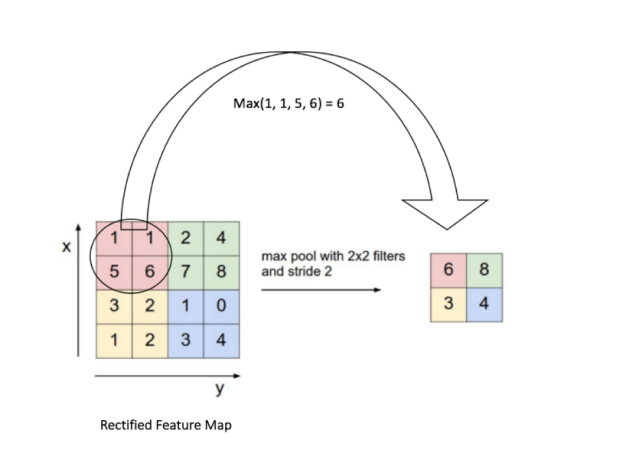 Max(1, 1, 5, 6) = 6
x
1 1 2 4
5 6 7 8
3 2 1 0
1 2 3 4
max pool with 2x2 filters
and stride 2
6 8
3 4
y
Rectified Feature Map